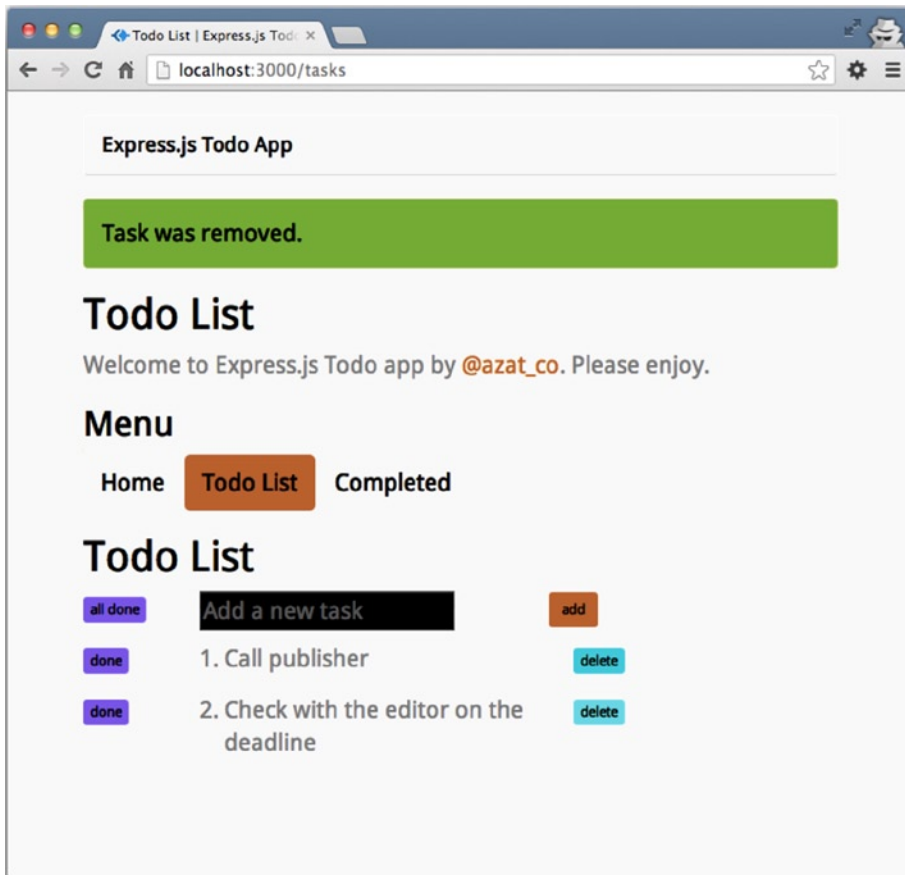 Todo List | Express.js Tod
localhost:3000/tasks
Express.js Todo App
Task was removed.
Todo List
Welcome to Express.js Todo app by @azat_co. Please enjoy.
Menu
Home Todo List Completed
Todo List
all done Add a new task add
done 1. Call publisher delete
done 2. Check with the editor on the delete
deadline